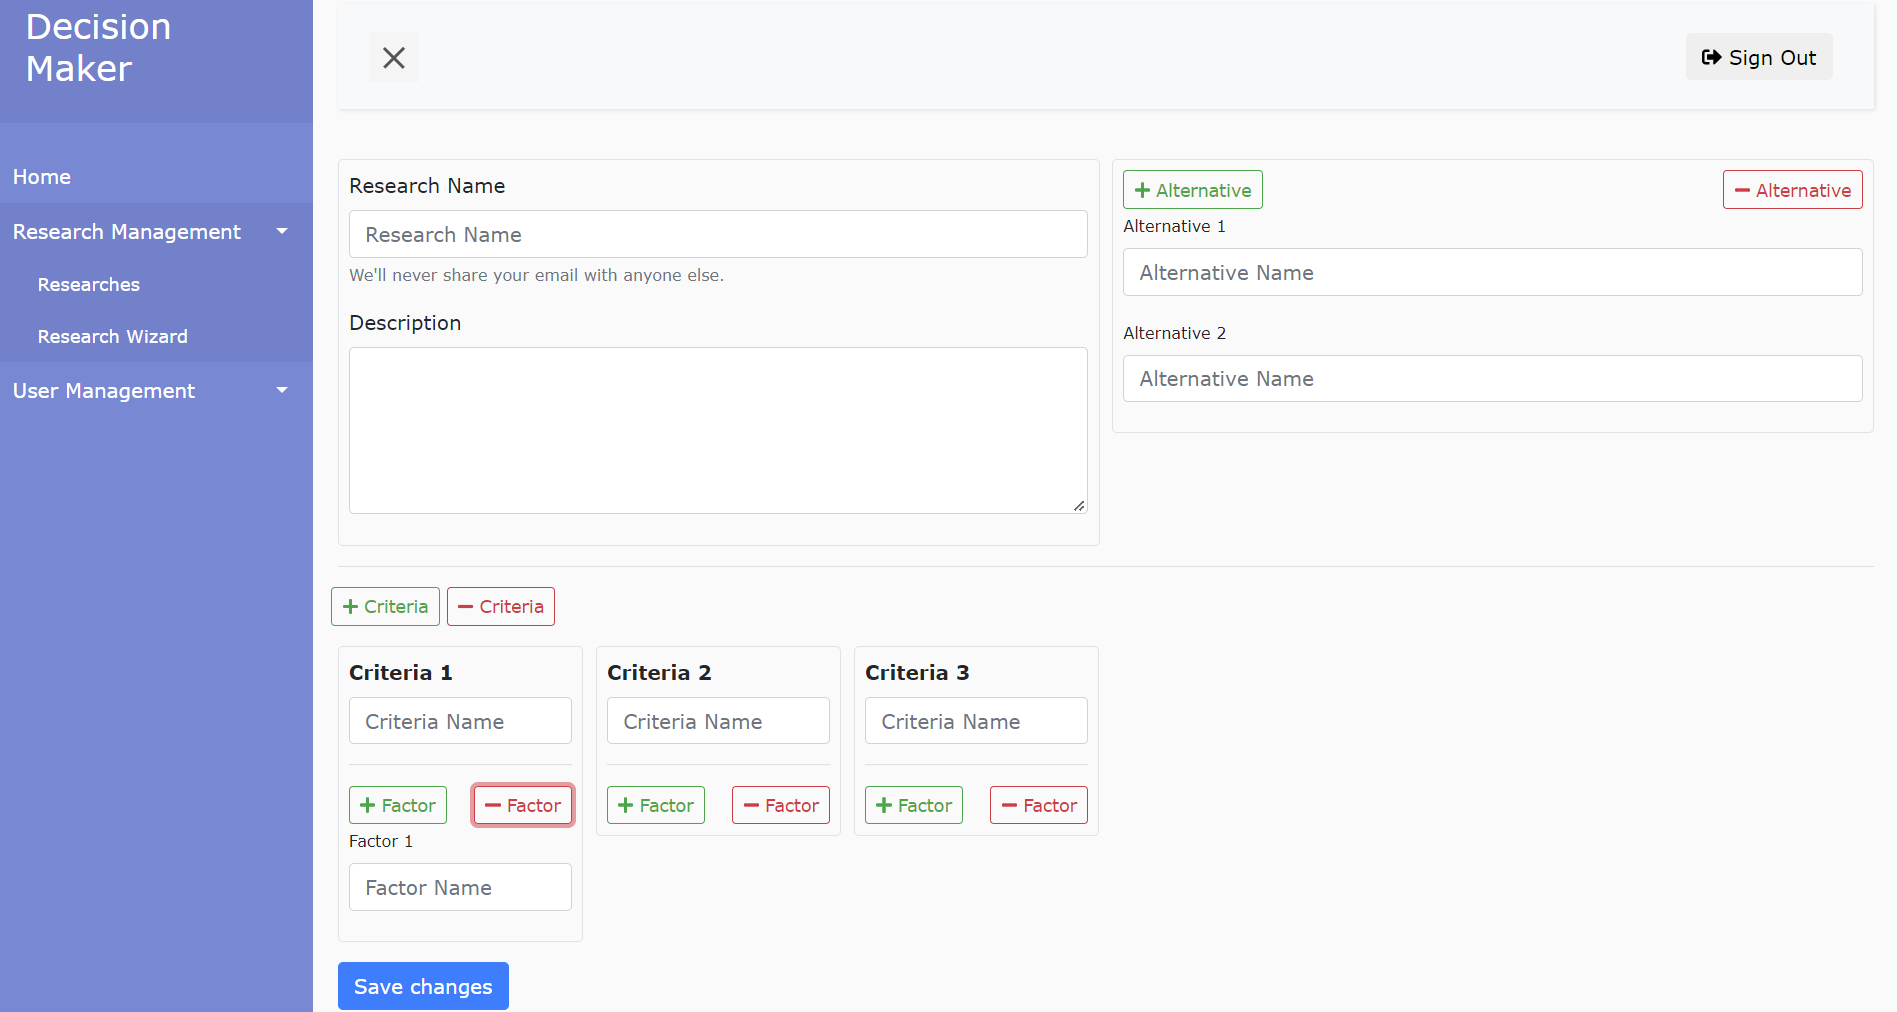 Decision
Maker
Home
Research Management
Researches
Research Wizard
User Management
Sign Out
Research Name
Research Name
We'll never share your email with anyone else.
Description
+ Alternative
− Alternative
Alternative 1
Alternative Name
Alternative 2
Alternative Name
+ Criteria
− Criteria
Criteria 1
Criteria Name
+ Factor
− Factor
Factor 1
Factor Name
Criteria 2
Criteria Name
+ Factor
− Factor
Criteria 3
Criteria Name
+ Factor
− Factor
Save changes